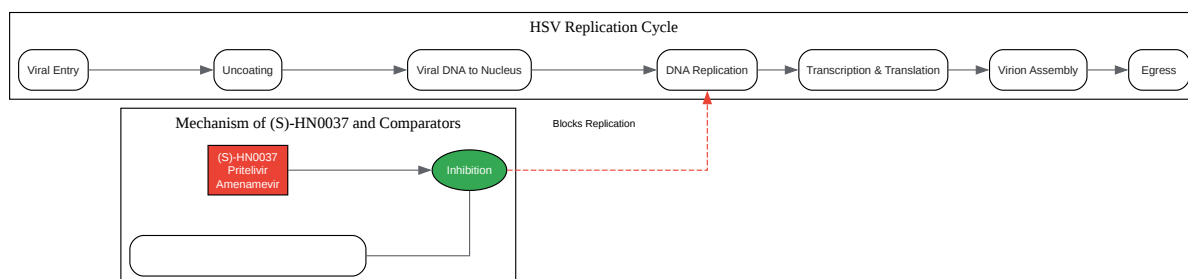 HSV Replication Cycle
Viral Entry
Uncoating
Viral DNA to Nucleus
DNA Replication
Transcription & Translation
Virion Assembly
Egress
Mechanism of (S)-HN0037 and Comparators
Blocks Replication
(S)-HN0037
Pritelivir
Amenamevir
Inhibition